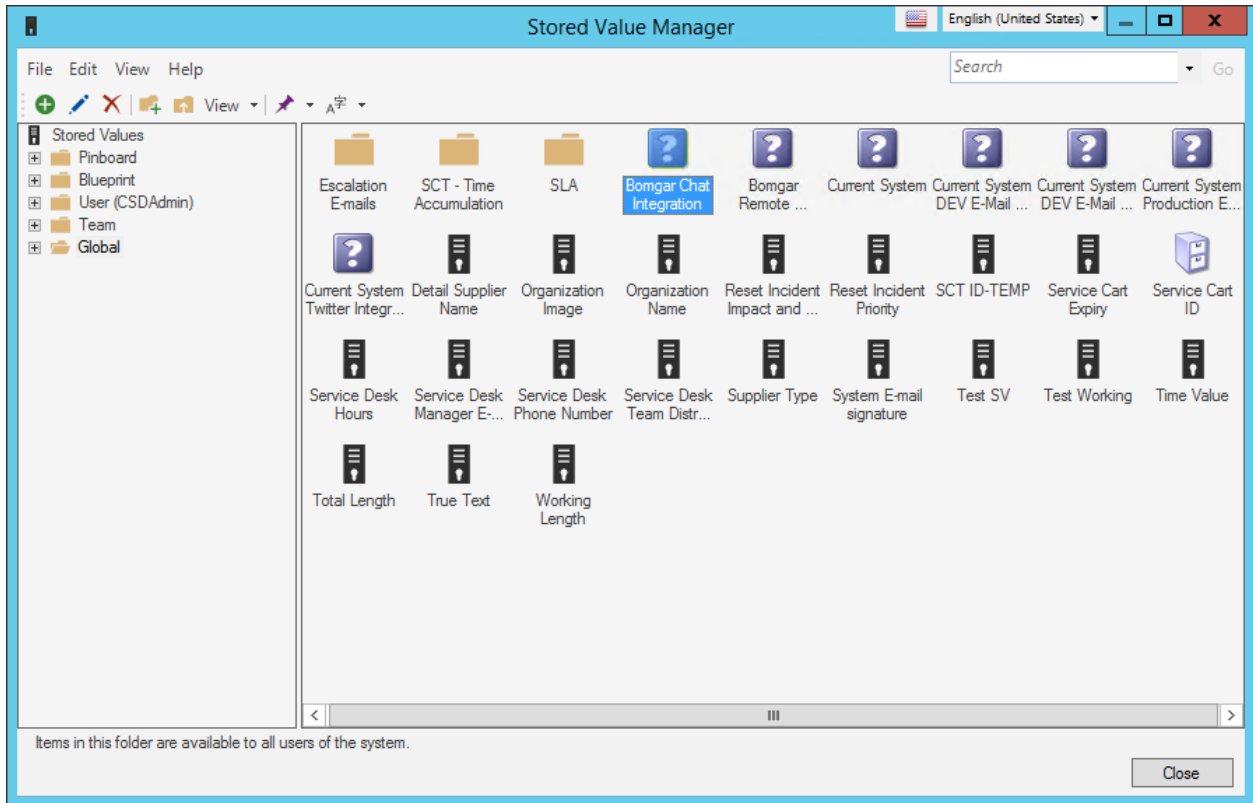 Stored Value Manager
English (United States)
File Edit View Help
Search
Go
View
A字
Stored Values
Pinboard
Blueprint
User (CSDAdmin)
Team
Global
Escalation E-mails
SCT - Time Accumulation
SLA
Bomgar Chat Integration
Bomgar Remote ...
Current System
Current System DEV E-Mail ...
Current System DEV E-Mail ...
Current System Production E...
Current System Twitter Integr...
Detail Supplier Name
Organization Image
Organization Name
Reset Incident Impact and ...
Reset Incident Priority
SCT ID-TEMP
Service Cart Expiry
Service Cart ID
Service Desk Hours
Service Desk Manager E-...
Service Desk Phone Number
Service Desk Team Distr...
Supplier Type
System E-mail signature
Test SV
Test Working
Time Value
Total Length
True Text
Working Length
Items in this folder are available to all users of the system.
Close